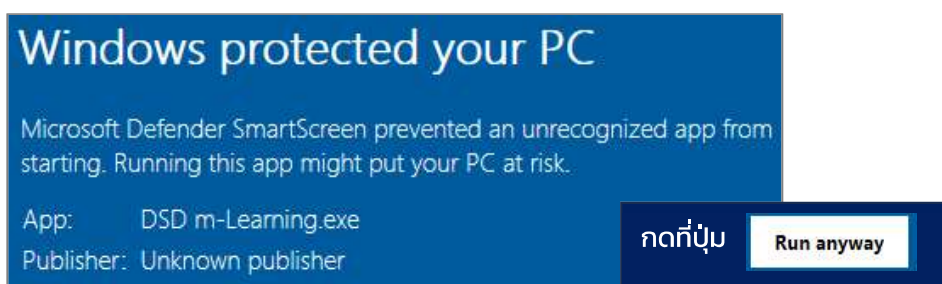 Windows protected your PC
Microsoft Defender SmartScreen prevented an unrecognized app from
starting. Running this app might put your PC at risk.
App: DSD m-Learning.exe
Publisher: Unknown publisher
กดที่ปุ่ม Run anyway